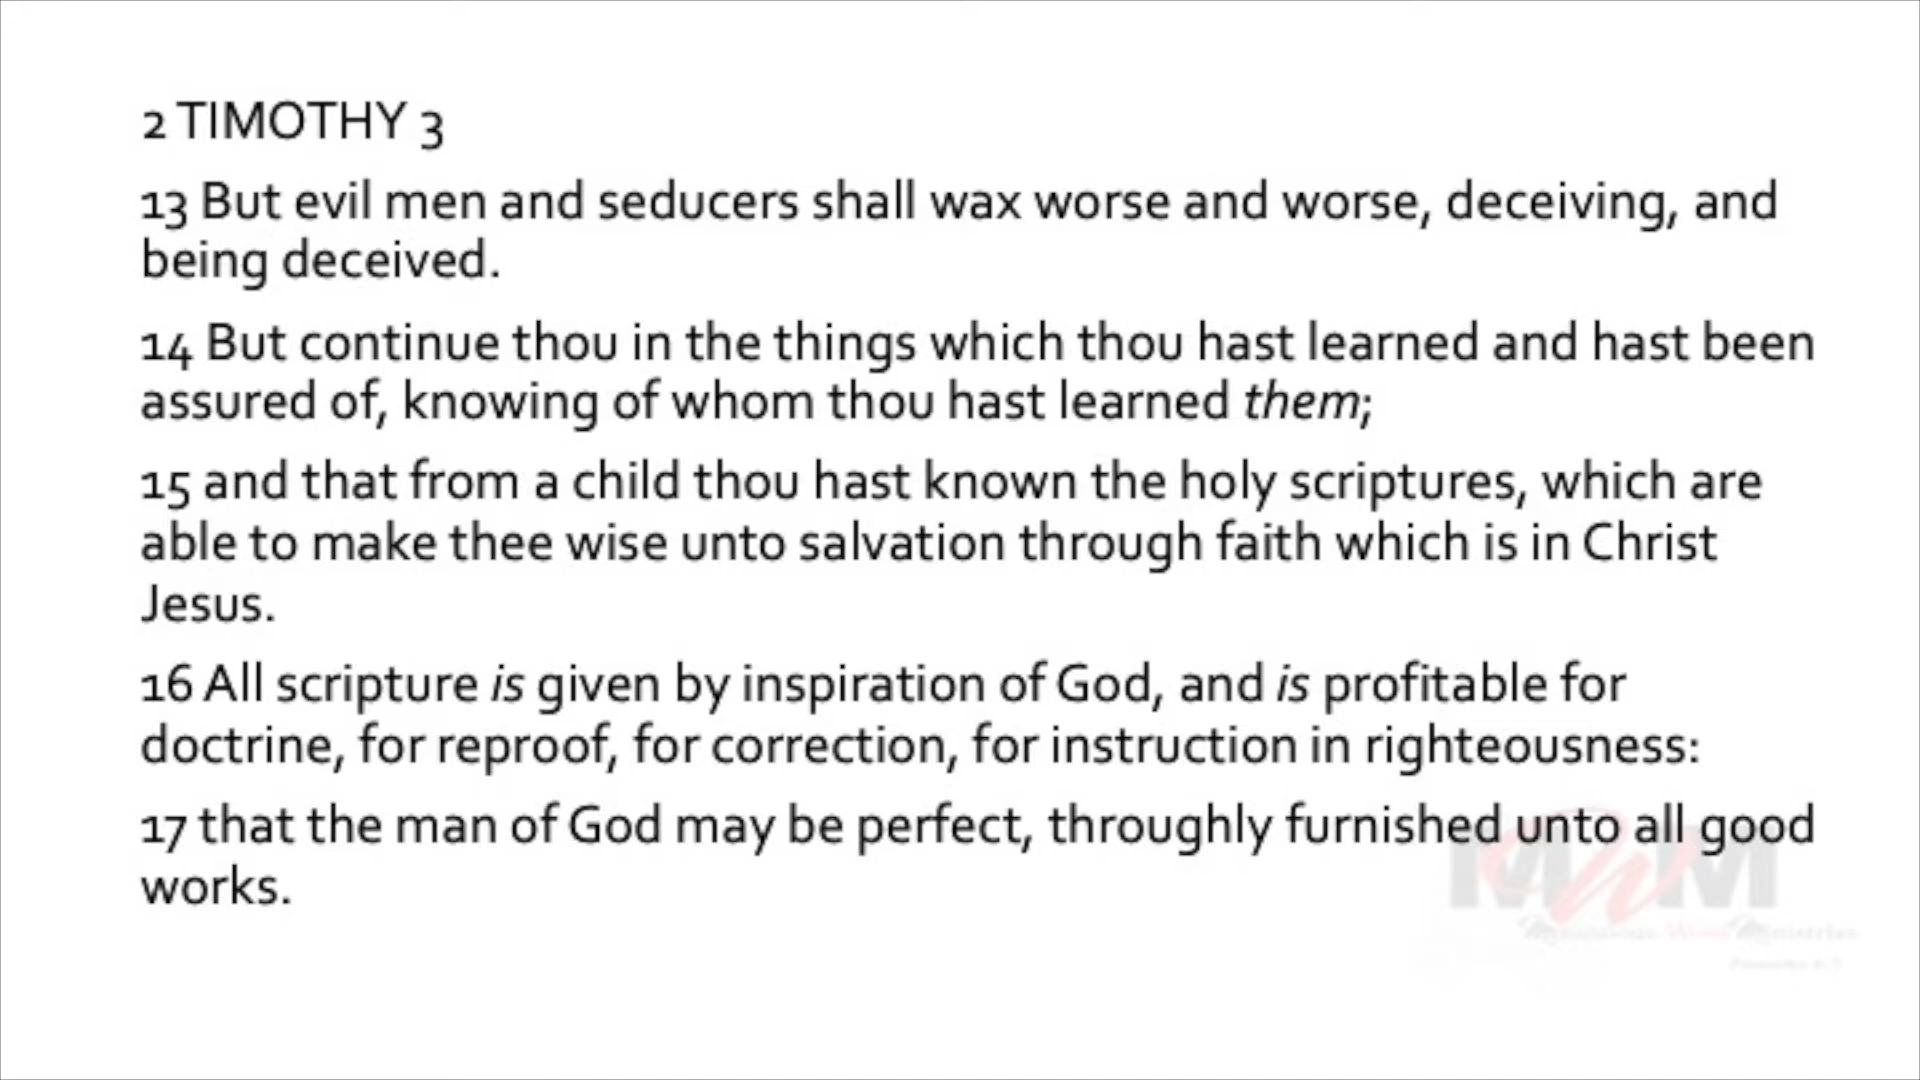 2 TIMOTHY 3
13 But evil men and seducers shall wax worse and worse, deceiving, and
being deceived.
14 But continue thou in the things which thou hast learned and hast been
assured of, knowing of whom thou hast learned them;
15 and that from a child thou hast known the holy scriptures, which are
able to make thee wise unto salvation through faith which is in Christ
Jesus.
16 All scripture is given by inspiration of God, and is profitable for
doctrine, for reproof, for correction, for instruction in righteousness:
17 that the man of God may be perfect, throughly furnished unto all good
works.
MWM
Word Ministries